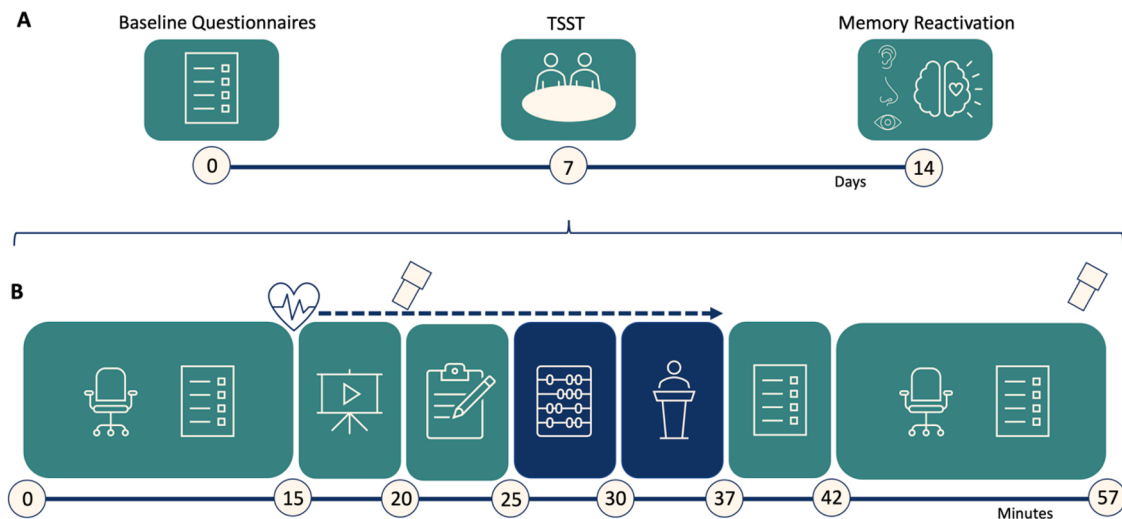 A
Baseline Questionnaires
TSST
Memory Reactivation
0
7
14
Days
B
0
15
20
25
30
37
42
57
Minutes